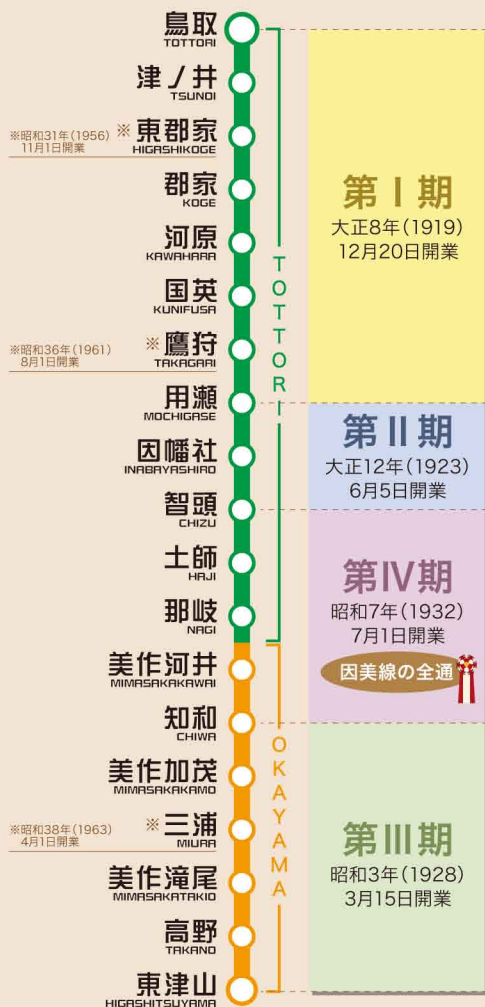 鳥取
TOTTORI
津ノ井
TSUNOI
※昭和31年(1956)
11月1日開業
※東郡家
HIGASHIKOGE
郡家
KOGE
河原
KAWAHARA
国英
KUNIFUSA
※昭和36年(1961)
8月1日開業
※鷹狩
TAKAGARI
用瀬
MOCHIGASE
因幡社
INABAYASHIRO
智頭
CHIZU
土師
HAJI
那岐
NAGI
美作河井
MIMASAKAKAWAI
知和
CHIWA
美作加茂
MIMASAKAKAMO
※昭和38年(1963)
4月1日開業
※三浦
MIURA
美作滝尾
MIMASAKATAKIO
高野
TAKANO
東津山
HIGASHITSUYAMA
TOTTORI
OKAYAMA
第Ⅰ期
大正8年(1919)
12月20日開業
第Ⅱ期
大正12年(1923)
6月5日開業
第Ⅳ期
昭和7年(1932)
7月1日開業
因美線の全通
第Ⅲ期
昭和3年(1928)
3月15日開業